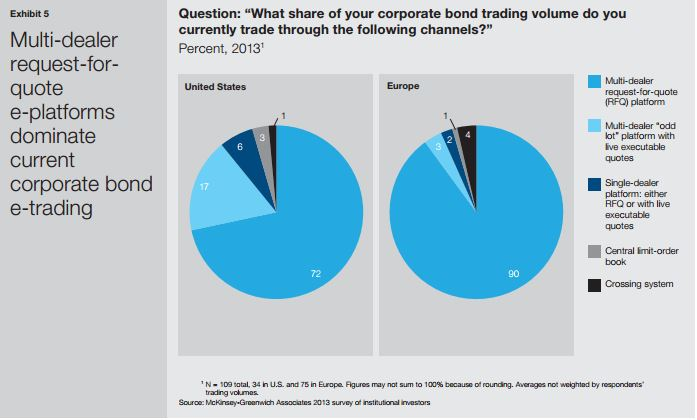 Exhibit 5
Multi-dealer
request-for-
quote
e-platforms
dominate
current
corporate bond
e-trading
Question: “What share of your corporate bond trading volume do you
currently trade through the following channels?”
Percent, 2013¹
United States
1
3
6
17
72
Europe
1
4
2
3
90
Multi-dealer
request-for-quote
(RFQ) platform
Multi-dealer “odd
lot” platform with
live executable
quotes
Single-dealer
platform: either
RFQ or with live
executable
quotes
Central limit-order
book
Crossing system
¹ N = 109 total, 34 in U.S. and 75 in Europe. Figures may not sum to 100% because of rounding. Averages not weighted by respondents’
trading volumes.
Source: McKinsey•Greenwich Associates 2013 survey of institutional investors